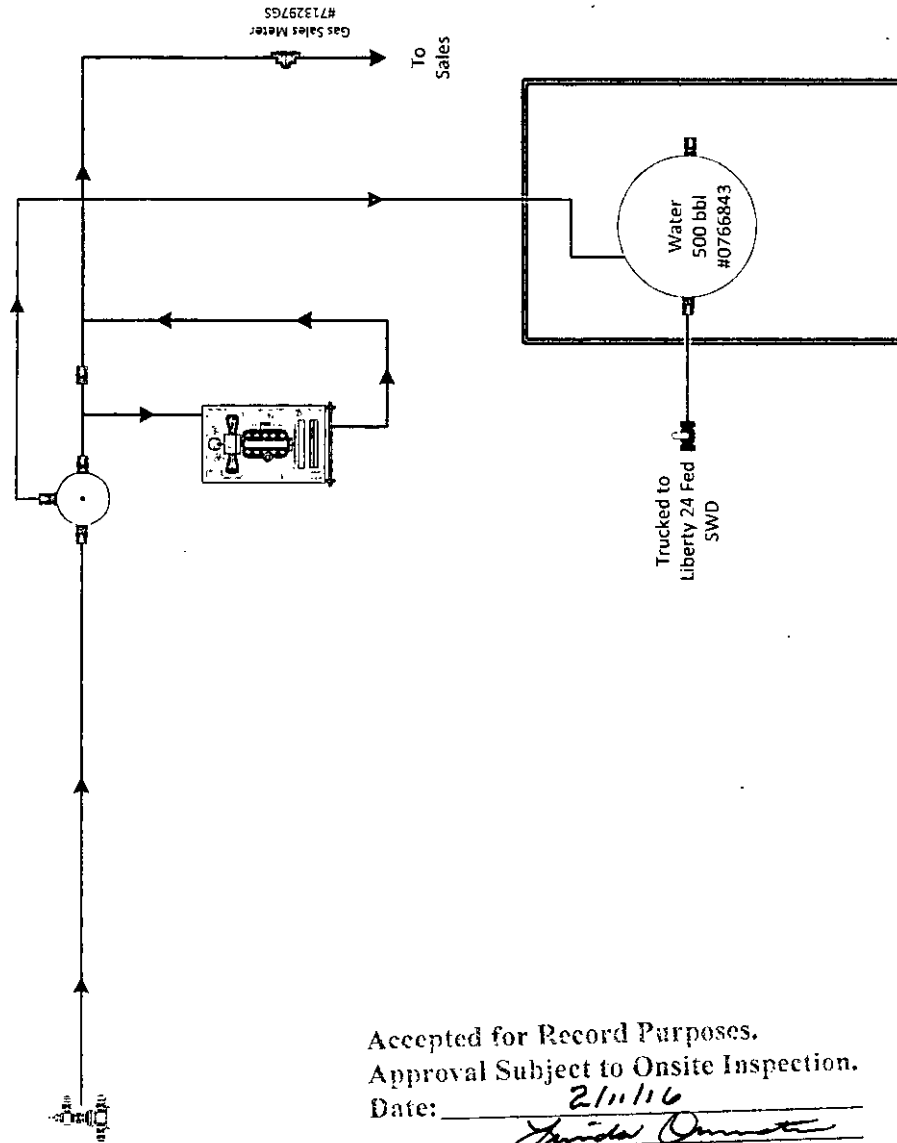 Gas Sales Meter
#713297GS
To
Sales
Water
500 bbl
#0766843
Trucked to
Liberty 24 Fed
SWD
Accepted for Record Purposes.
Approval Subject to Onsite Inspection.
Date: 2/11/16